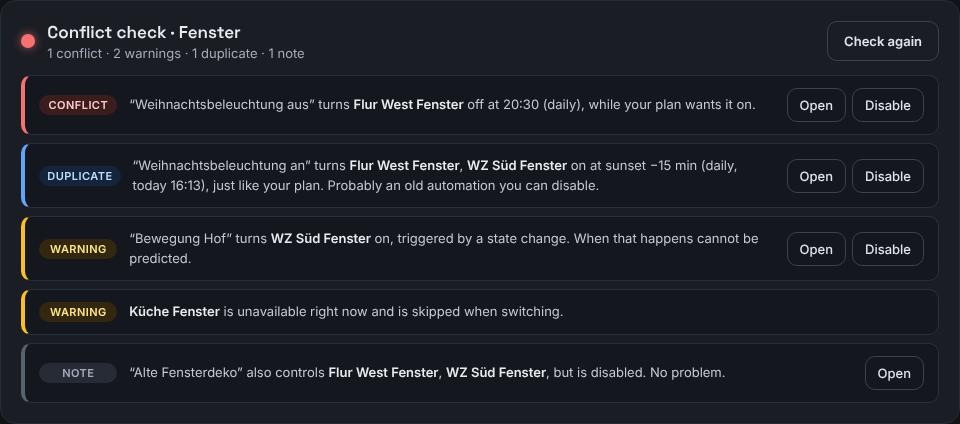 Conflict check · Fenster
1 conflict · 2 warnings · 1 duplicate · 1 note
Check again
CONFLICT
“Weihnachtsbeleuchtung aus” turns Flur West Fenster off at 20:30 (daily), while your plan wants it on.
Open
Disable
DUPLICATE
“Weihnachtsbeleuchtung an” turns Flur West Fenster, WZ Süd Fenster on at sunset −15 min (daily,
today 16:13), just like your plan. Probably an old automation you can disable.
Open
Disable
WARNING
“Bewegung Hof” turns WZ Süd Fenster on, triggered by a state change. When that happens cannot be
predicted.
Open
Disable
WARNING
Küche Fenster is unavailable right now and is skipped when switching.
NOTE
“Alte Fensterdeko” also controls Flur West Fenster, WZ Süd Fenster, but is disabled. No problem.
Open